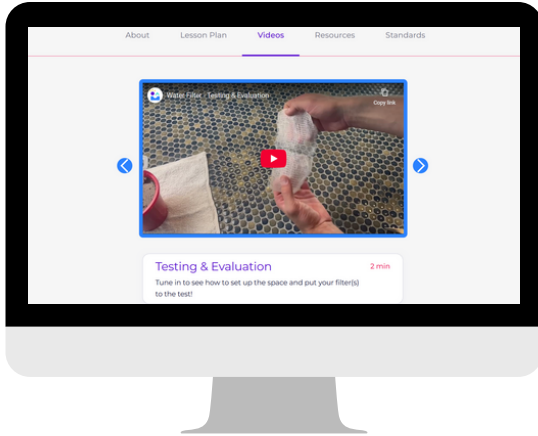 About Lesson Plan Videos Resources Standards
Water Filter - Testing & Evaluation
Copy link
Testing & Evaluation 2 min
Tune in to see how to set up the space and put your filter(s)
to the test!